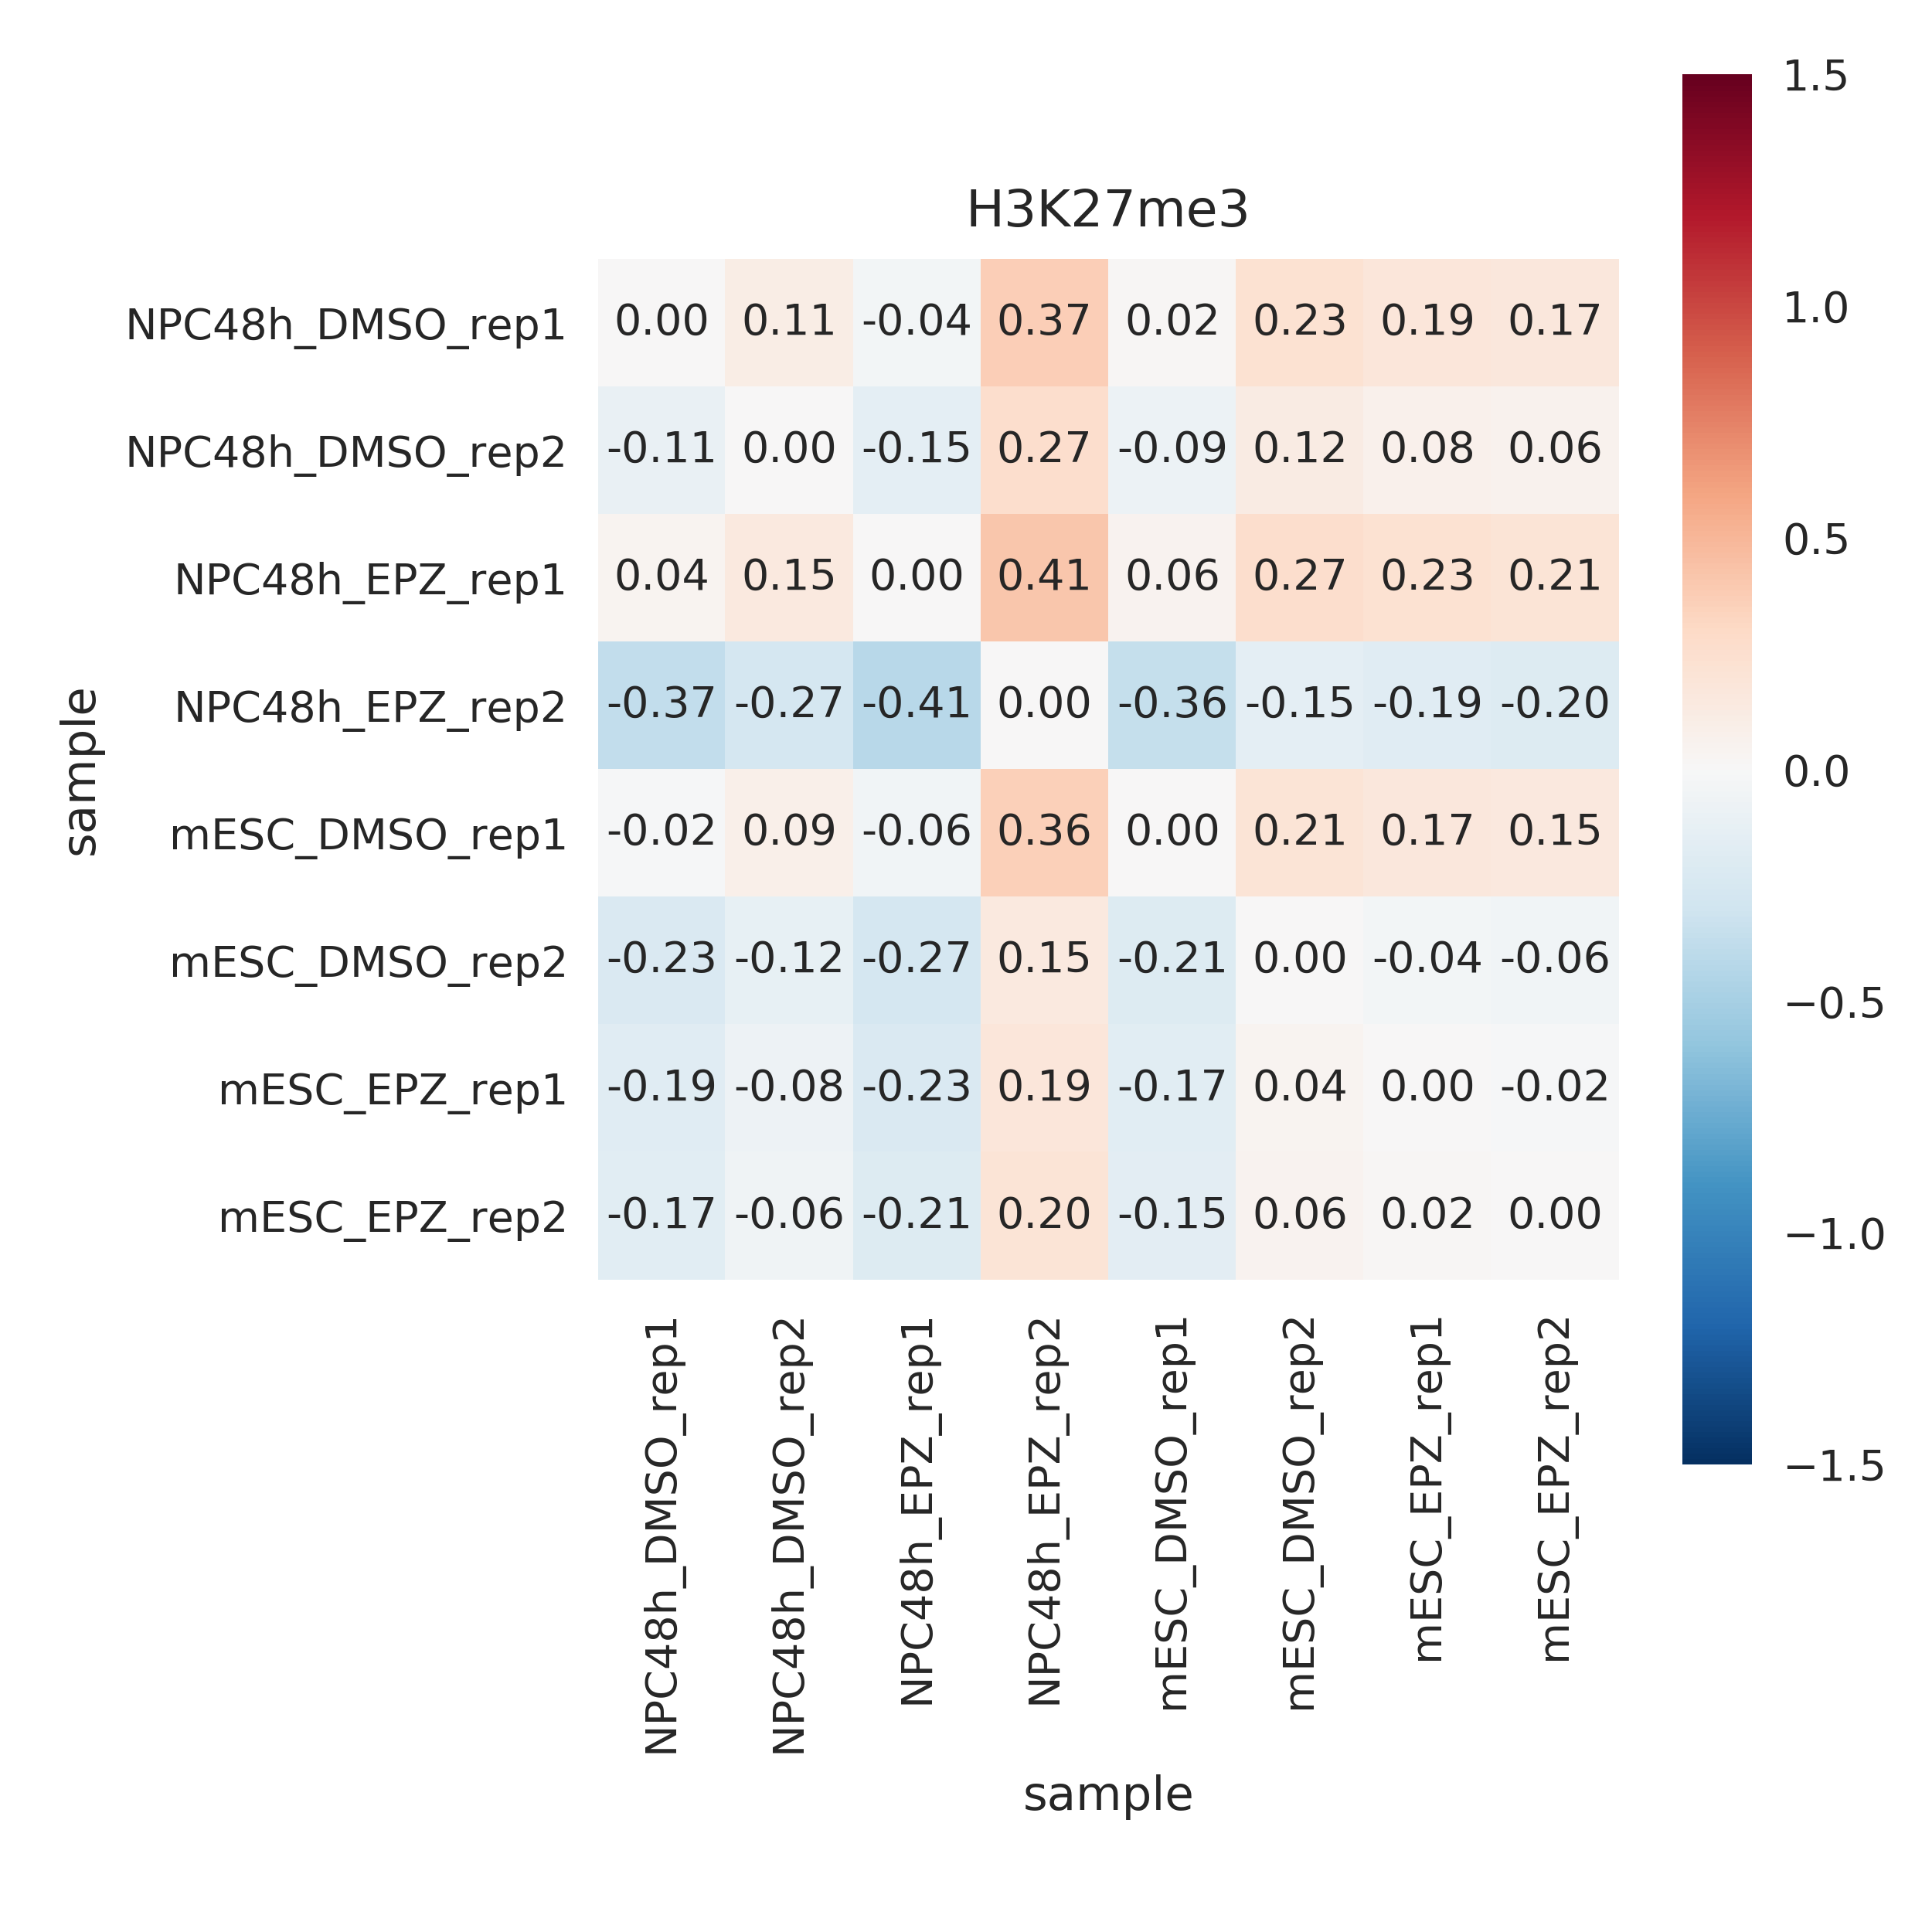 H3K27me3
NPC48h_DMSO_rep1 0.00 0.11 -0.04 0.37 0.02 0.23 0.19 0.17
NPC48h_DMSO_rep2 -0.11 0.00 -0.15 0.27 -0.09 0.12 0.08 0.06
NPC48h_EPZ_rep1 0.04 0.15 0.00 0.41 0.06 0.27 0.23 0.21
NPC48h_EPZ_rep2 -0.37 -0.27 -0.41 0.00 -0.36 -0.15 -0.19 -0.20
mESC_DMSO_rep1 -0.02 0.09 -0.06 0.36 0.00 0.21 0.17 0.15
mESC_DMSO_rep2 -0.23 -0.12 -0.27 0.15 -0.21 0.00 -0.04 -0.06
mESC_EPZ_rep1 -0.19 -0.08 -0.23 0.19 -0.17 0.04 0.00 -0.02
mESC_EPZ_rep2 -0.17 -0.06 -0.21 0.20 -0.15 0.06 0.02 0.00
sample
NPC48h_DMSO_rep1
NPC48h_DMSO_rep2
NPC48h_EPZ_rep1
NPC48h_EPZ_rep2
mESC_DMSO_rep1
mESC_DMSO_rep2
mESC_EPZ_rep1
mESC_EPZ_rep2
sample
1.5
1.0
0.5
0.0
−0.5
−1.0
−1.5